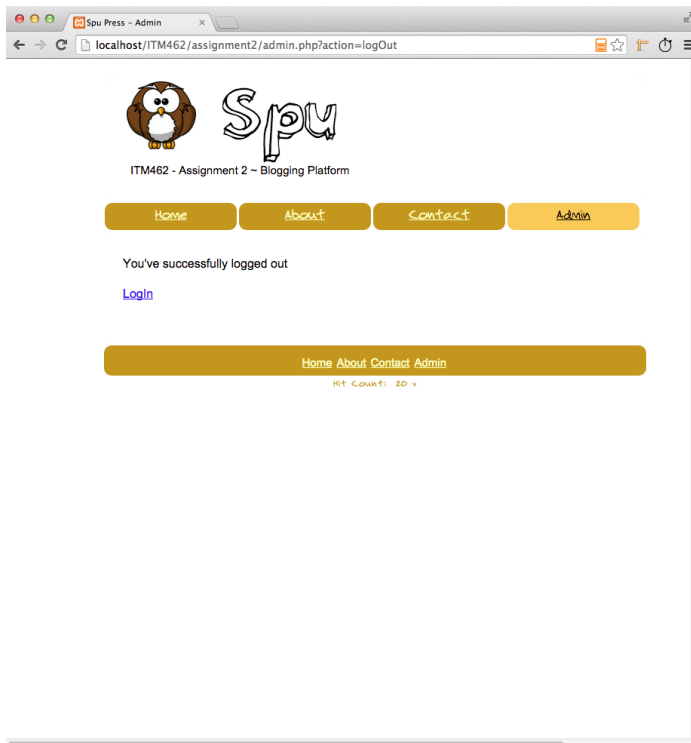 Spu Press – Admin
localhost/ITM462/assignment2/admin.php?action=logOut
Spu
ITM462 - Assignment 2 ~ Blogging Platform
Home About Contact Admin
You've successfully logged out
LogIn
Home About Contact Admin
Hit Count: 20 x